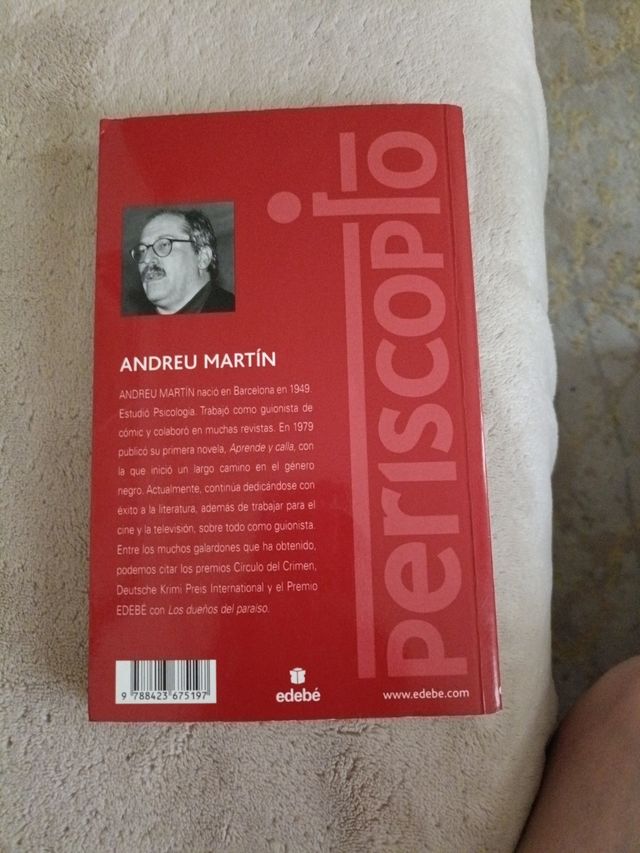 periscopio
ANDREU MARTÍN
ANDREU MARTÍN nació en Barcelona en 1949.
Estudió Psicología. Trabajó como guionista de
cómic y colaboró en muchas revistas. En 1979
publicó su primera novela, Aprende y calla, con
la que inició un largo camino en el género
negro. Actualmente, continúa dedicándose con
éxito a la literatura, además de trabajar para el
cine y la televisión, sobre todo como guionista.
Entre los muchos galardones que ha obtenido,
podemos citar los premios Círculo del Crimen,
Deutsche Krimi Preis International y el Premio
EDEBÉ con Los dueños del paraíso.
9 788423 675197
edebé
www.edebe.com